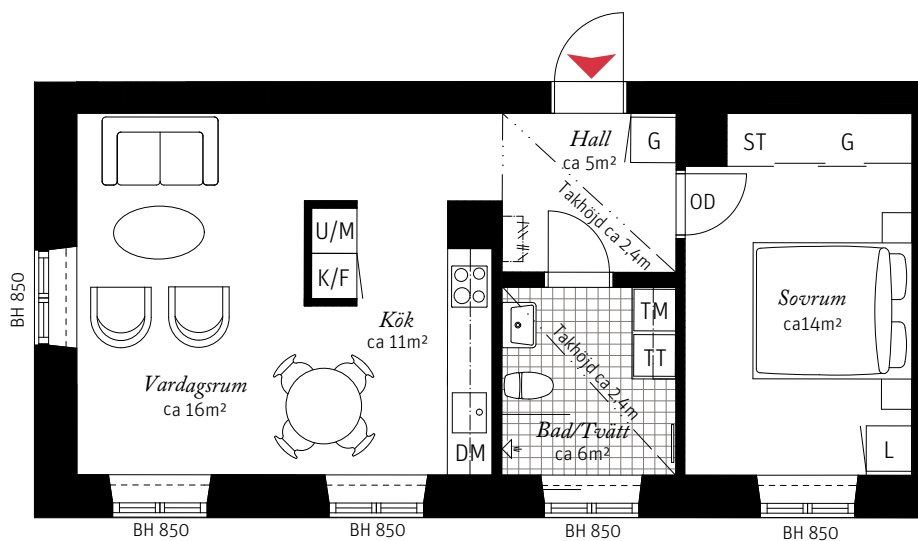 Hall
ca 5m²
G
ST
G
Takhöjd ca 2,4m
OD
U/M
K/F
BH 850
Kök
ca 11m²
Sovrum
ca14m²
TM
TT
Takhöjd ca 2,4m
Vardagsrum
ca 16m²
Bad/Tvätt
ca 6m²
DM
L
BH 850
BH 850
BH 850
BH 850